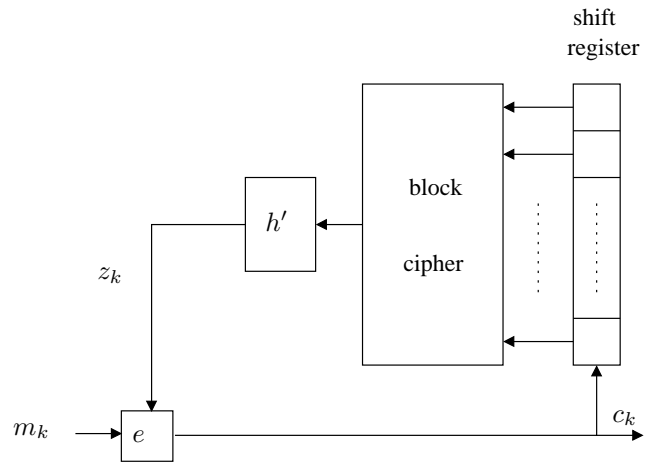 shift
register
block
h′
cipher
z_k
m_k
e
c_k